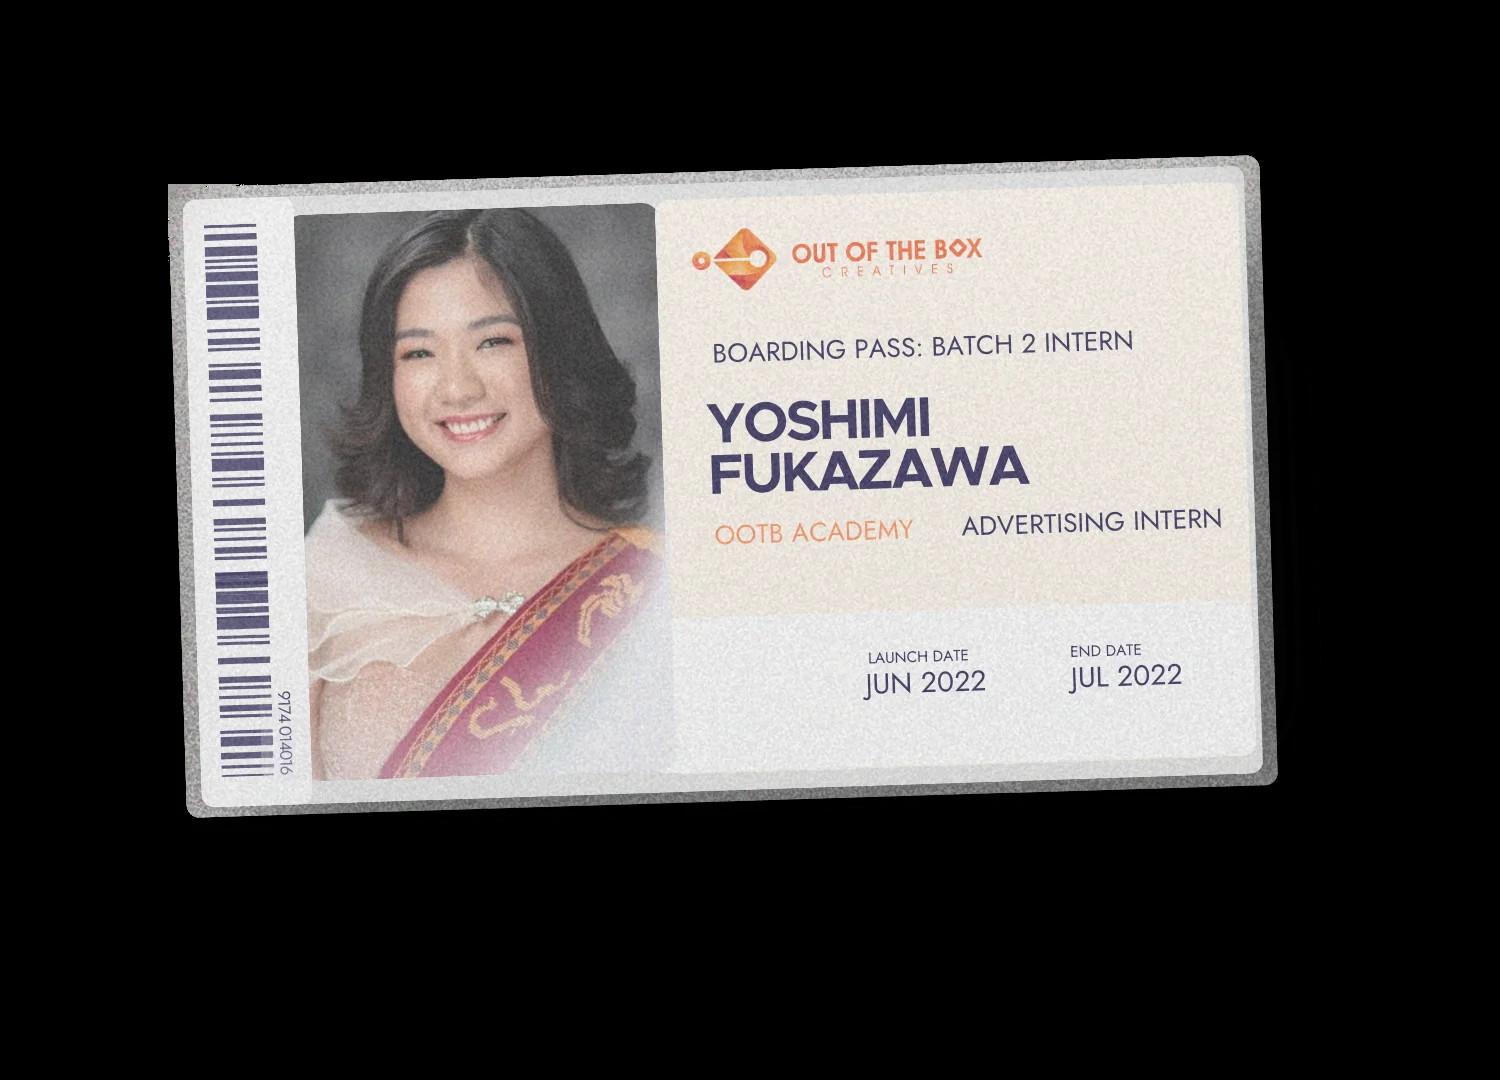 OUT OF THE BOX
CREATIVES
BOARDING PASS: BATCH 2 INTERN
YOSHIMI
FUKAZAWA
OOTB ACADEMY ADVERTISING INTERN
LAUNCH DATE END DATE
JUN 2022 JUL 2022
9174 014016